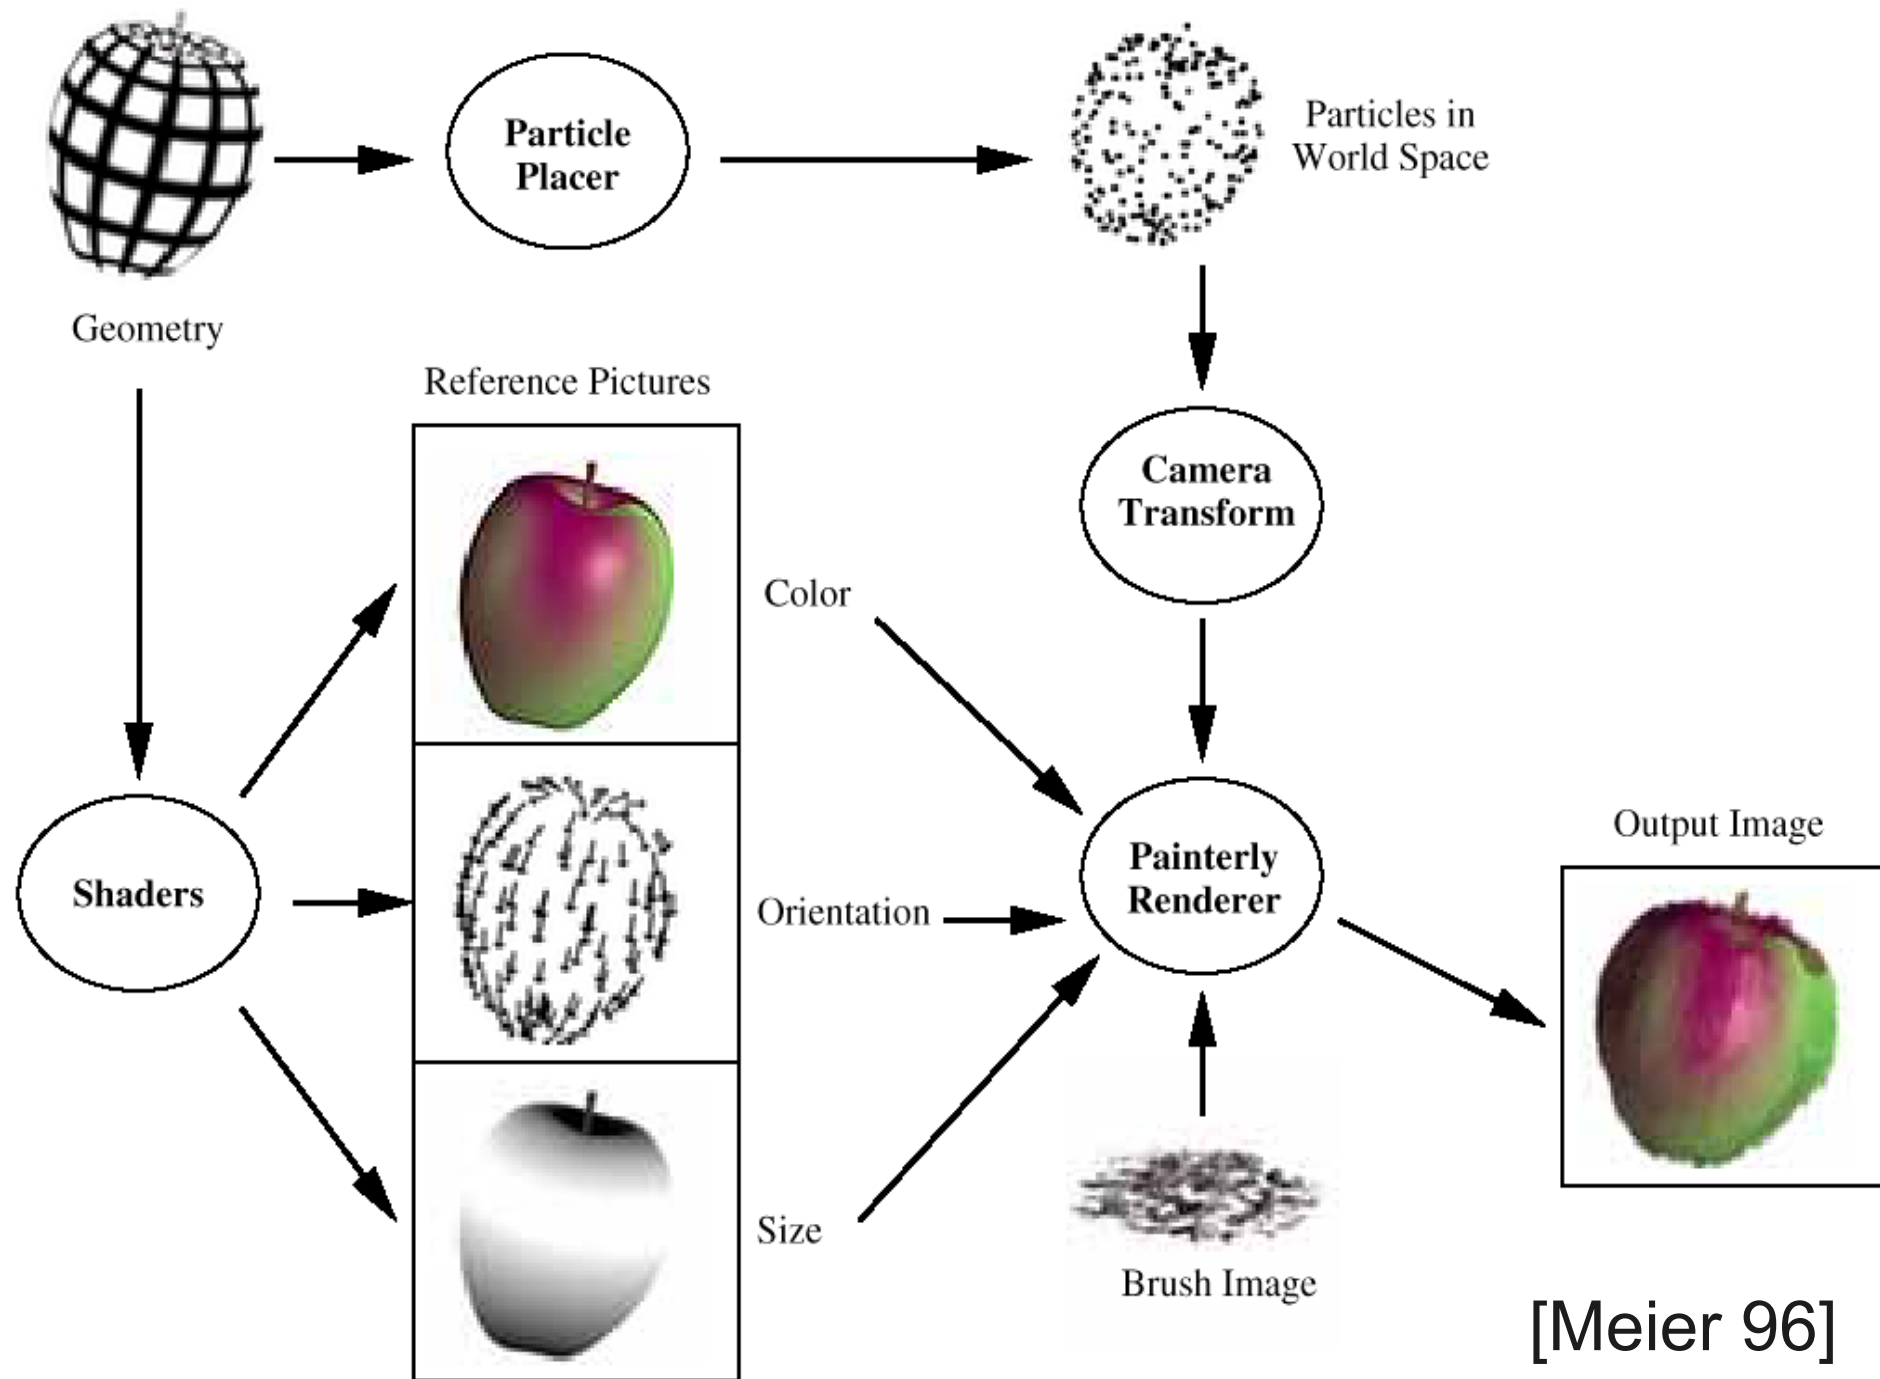 Particle
Placer
Particles in
World Space
Geometry
Reference Pictures
Camera
Transform
Color
Output Image
Painterly
Renderer
Shaders
Orientation
Size
Brush Image
[Meier 96]